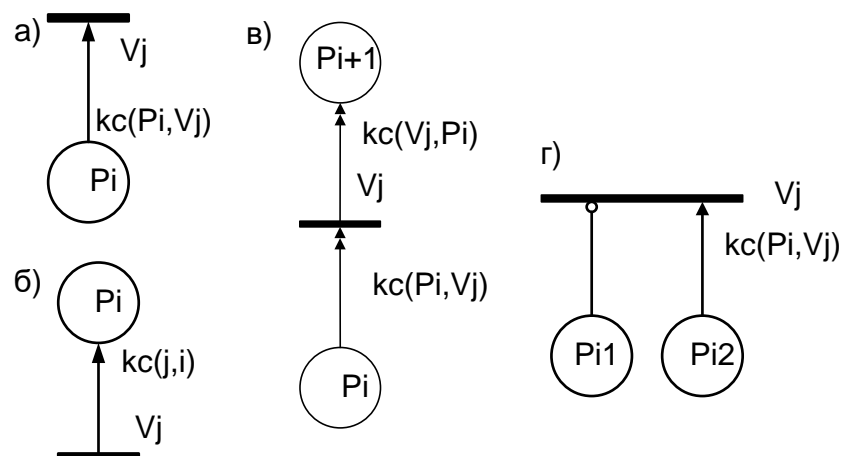 а)
Vj
kc(Pi,Vj)
Pi
б)
Pi
kc(j,i)
Vj
в)
Pi+1
kc(Vj,Pi)
Vj
kc(Pi,Vj)
Pi
г)
Vj
kc(Pi,Vj)
Pi1
Pi2